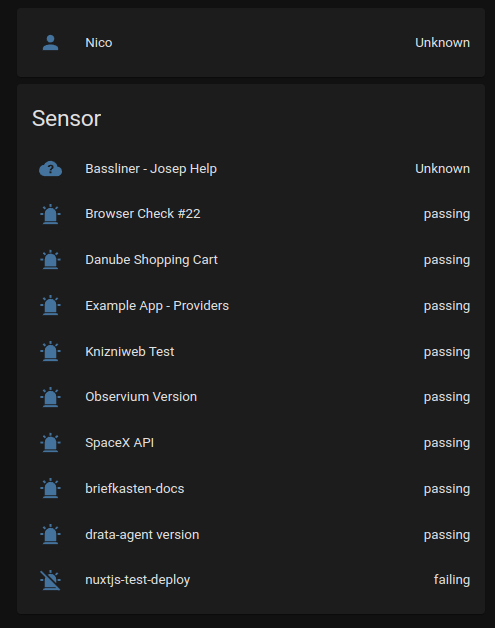 Nico Unknown
Sensor
? Bassliner - Josep Help Unknown
Browser Check #22 passing
Danube Shopping Cart passing
Example App - Providers passing
Knizniweb Test passing
Observium Version passing
SpaceX API passing
briefkasten-docs passing
drata-agent version passing
nuxtjs-test-deploy failing